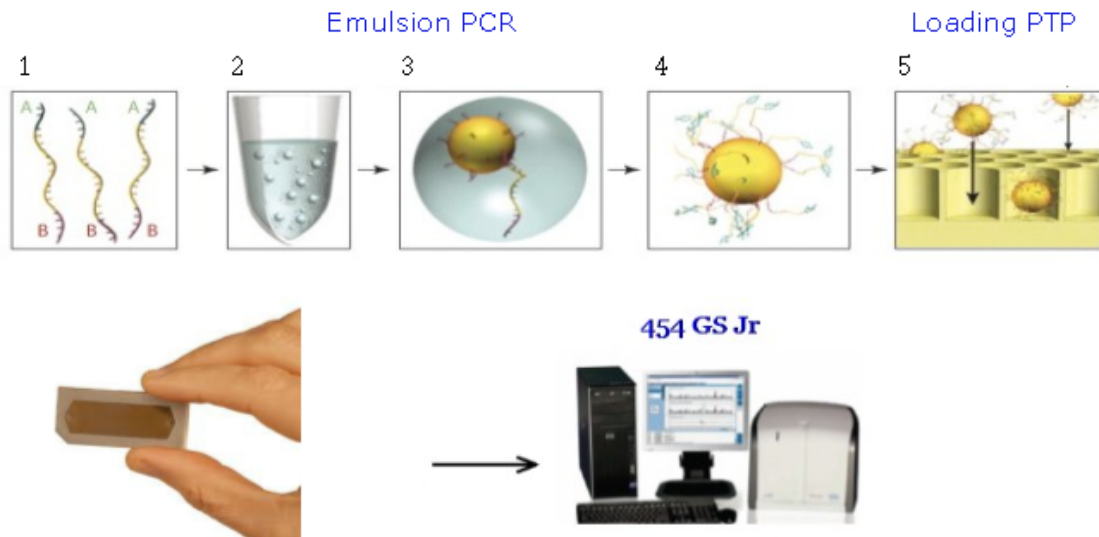 Emulsion PCR
Loading PTP
1
2
3
4
5
A A A
B B B
454 GS Jr